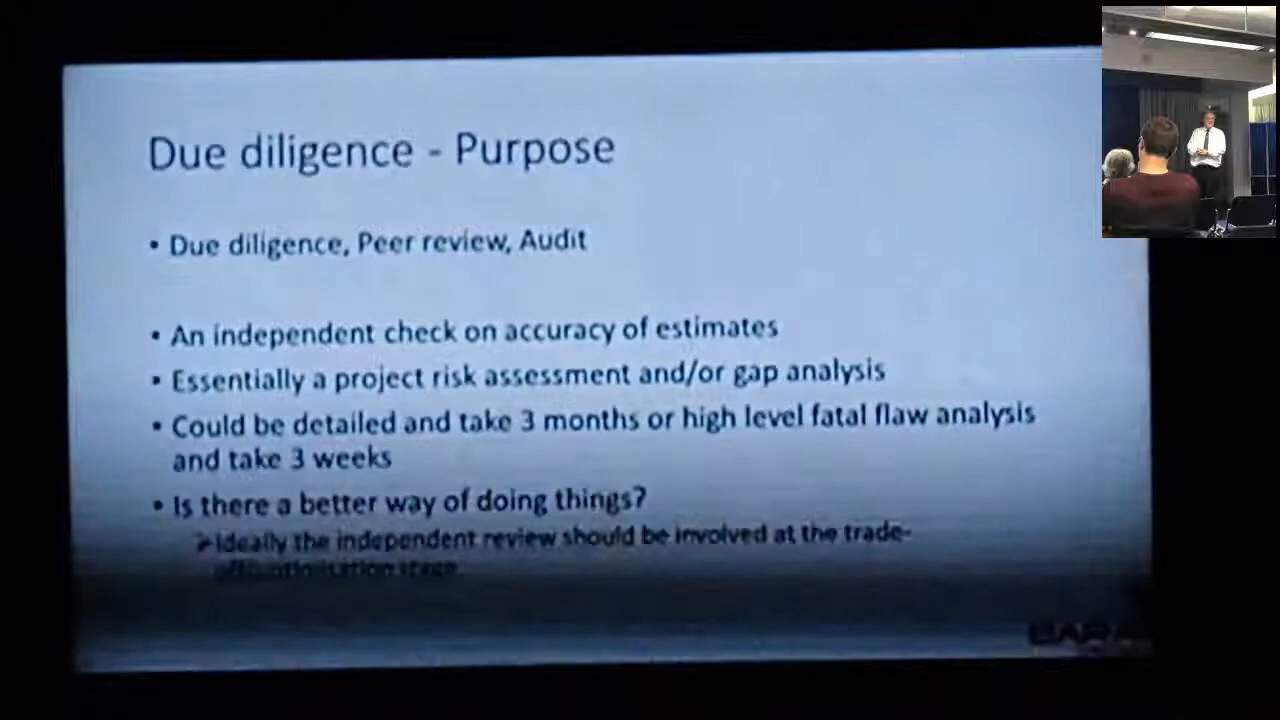 Due diligence - Purpose
• Due diligence, Peer review, Audit
• An independent check on accuracy of estimates
• Essentially a project risk assessment and/or gap analysis
• Could be detailed and take 3 months or high level fatal flaw analysis
and take 3 weeks
• Is there a better way of doing things?
➢Ideally the independent review should be involved at the trade-
stage